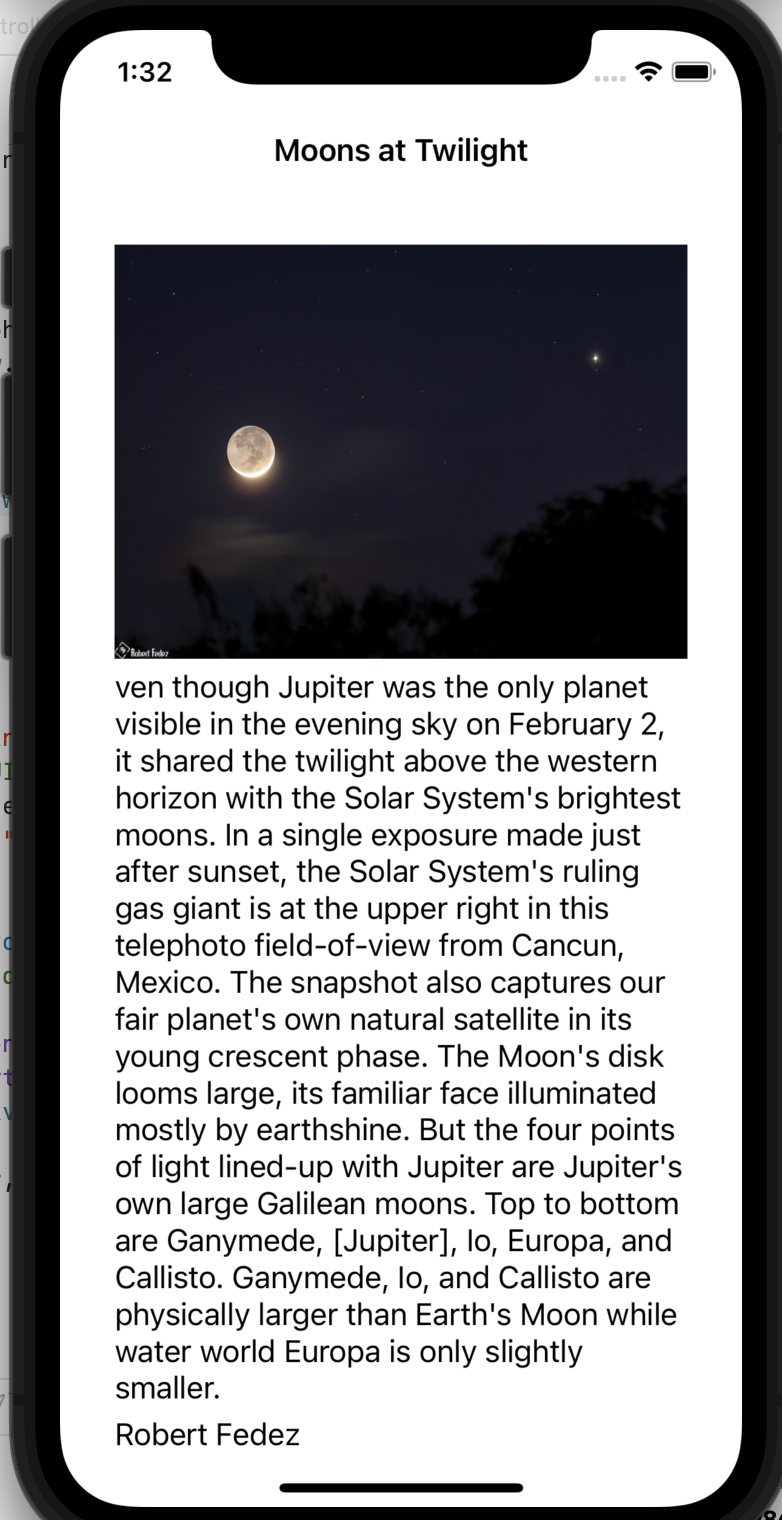 1:32
Moons at Twilight
Robert Fedez
ven though Jupiter was the only planet
visible in the evening sky on February 2,
it shared the twilight above the western
horizon with the Solar System's brightest
moons. In a single exposure made just
after sunset, the Solar System's ruling
gas giant is at the upper right in this
telephoto field-of-view from Cancun,
Mexico. The snapshot also captures our
fair planet's own natural satellite in its
young crescent phase. The Moon's disk
looms large, its familiar face illuminated
mostly by earthshine. But the four points
of light lined-up with Jupiter are Jupiter's
own large Galilean moons. Top to bottom
are Ganymede, [Jupiter], Io, Europa, and
Callisto. Ganymede, Io, and Callisto are
physically larger than Earth's Moon while
water world Europa is only slightly
smaller.
Robert Fedez